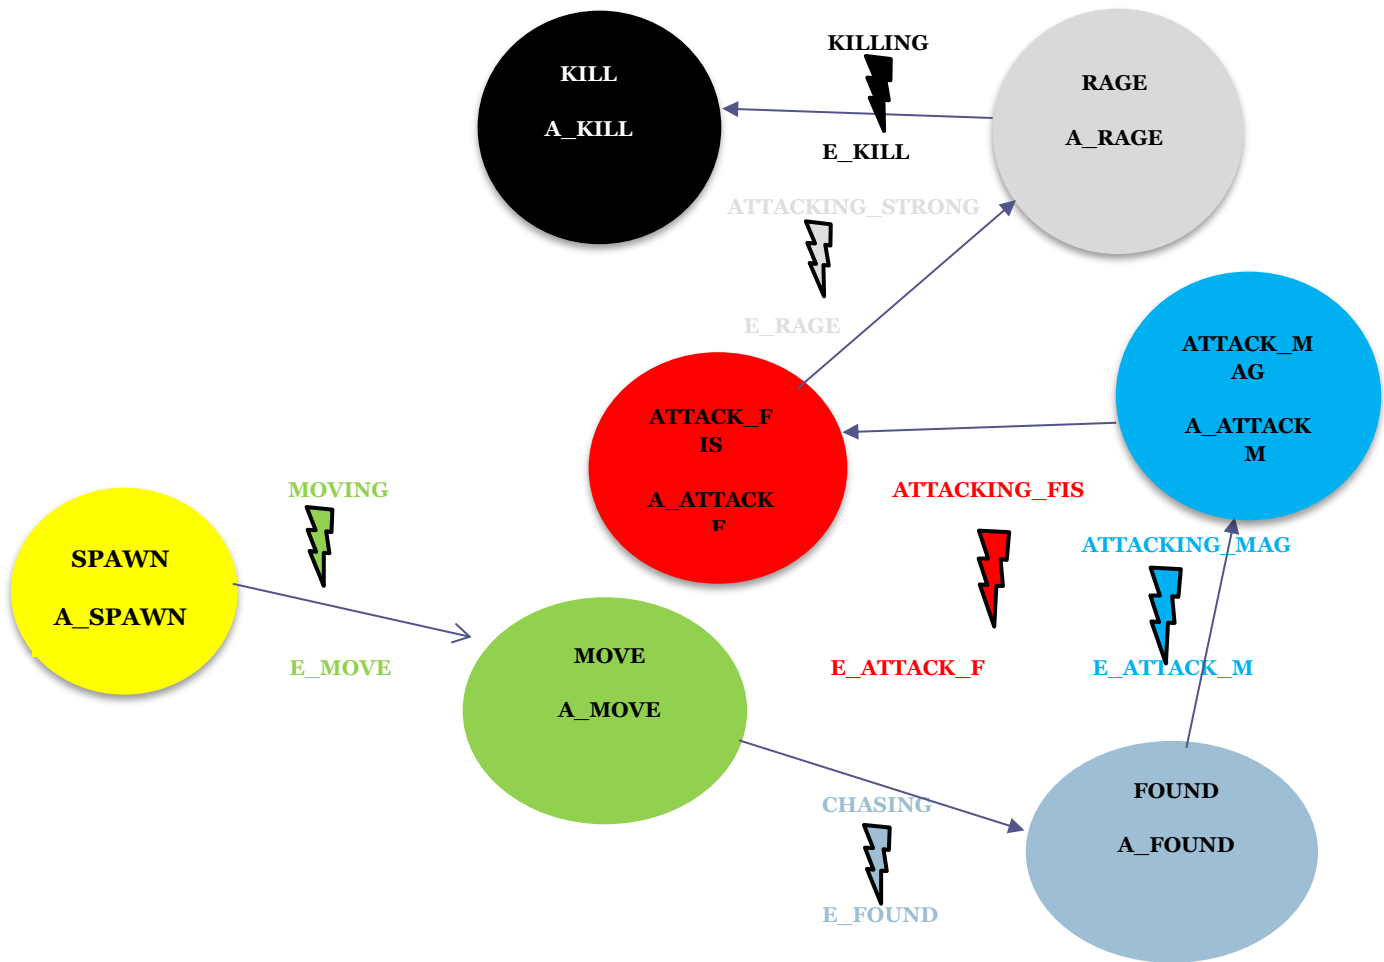 KILLING
KILL
A_KILL
RAGE
A_RAGE
E_KILL
ATTACKING_STRONG
E_RAGE
ATTACK_M
AG
A_ATTACK
M
ATTACK_F
IS
A_ATTACK
F
MOVING
ATTACKING_FIS
SPAWN
A_SPAWN
ATTACKING_MAG
E_MOVE
MOVE
A_MOVE
E_ATTACK_F
E_ATTACK_M
CHASING
FOUND
A_FOUND
E_FOUND